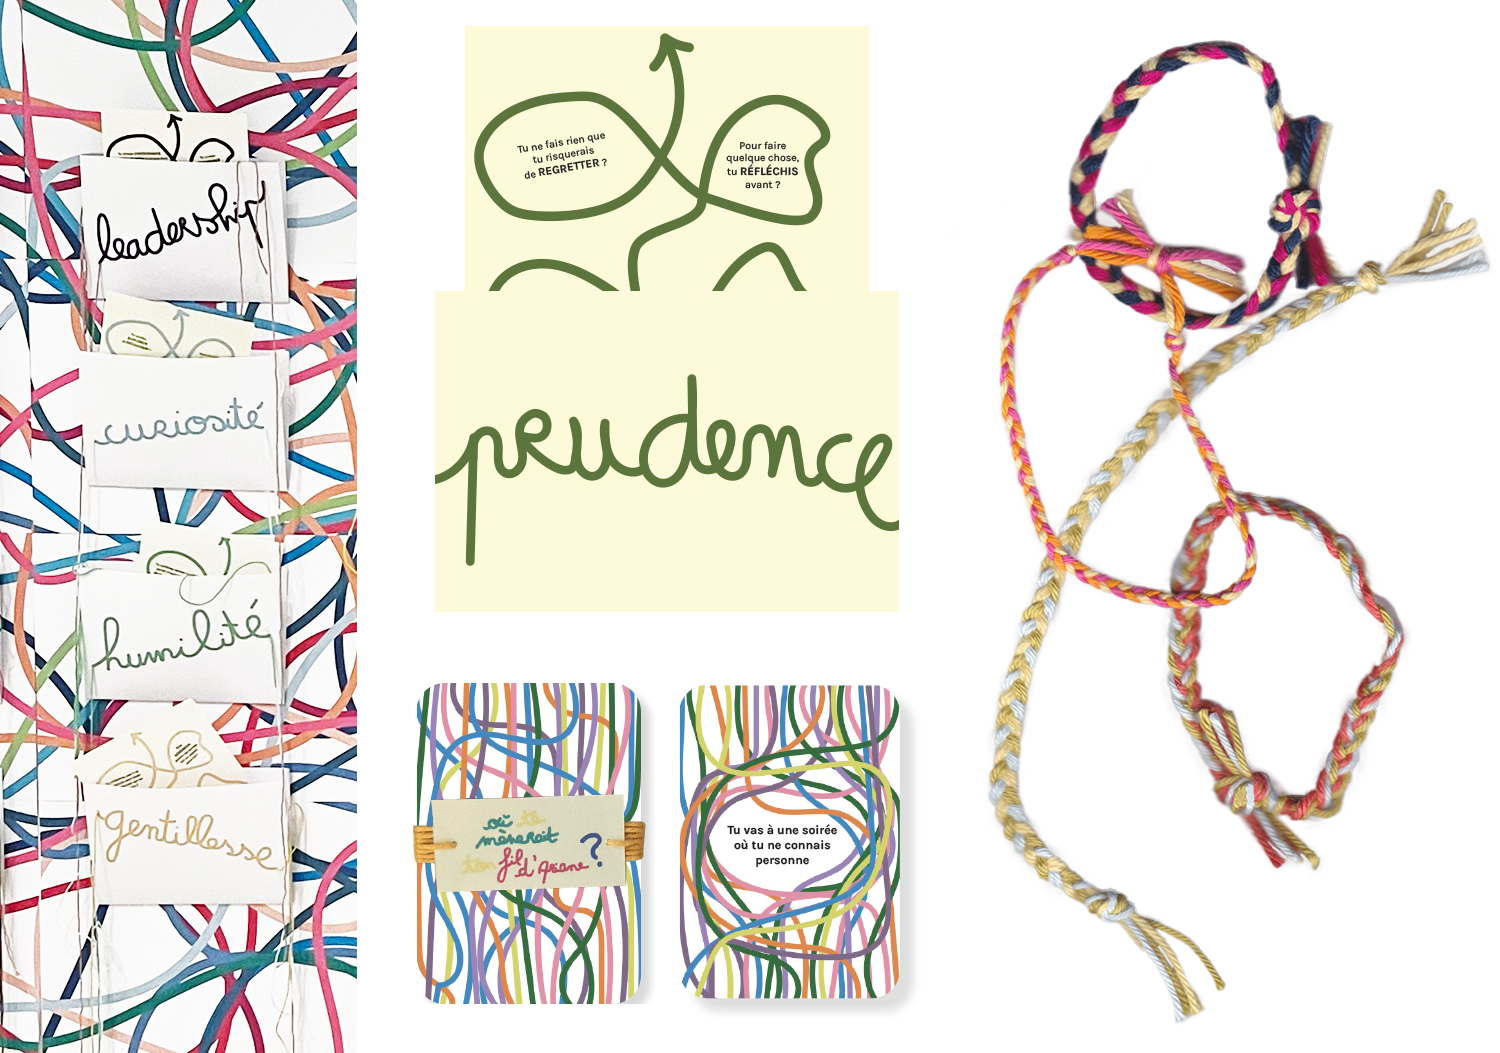 leadership
curiosité
humilité
gentillesse
Tu ne fais rien que
tu risquerais
de REGRETTER ?
Pour faire
quelque chose,
tu RÉFLÉCHIS
avant ?
prudence
où te
mènerait
ton fil d'Ariane ?
Tu vas à une soirée
où tu ne connais
personne